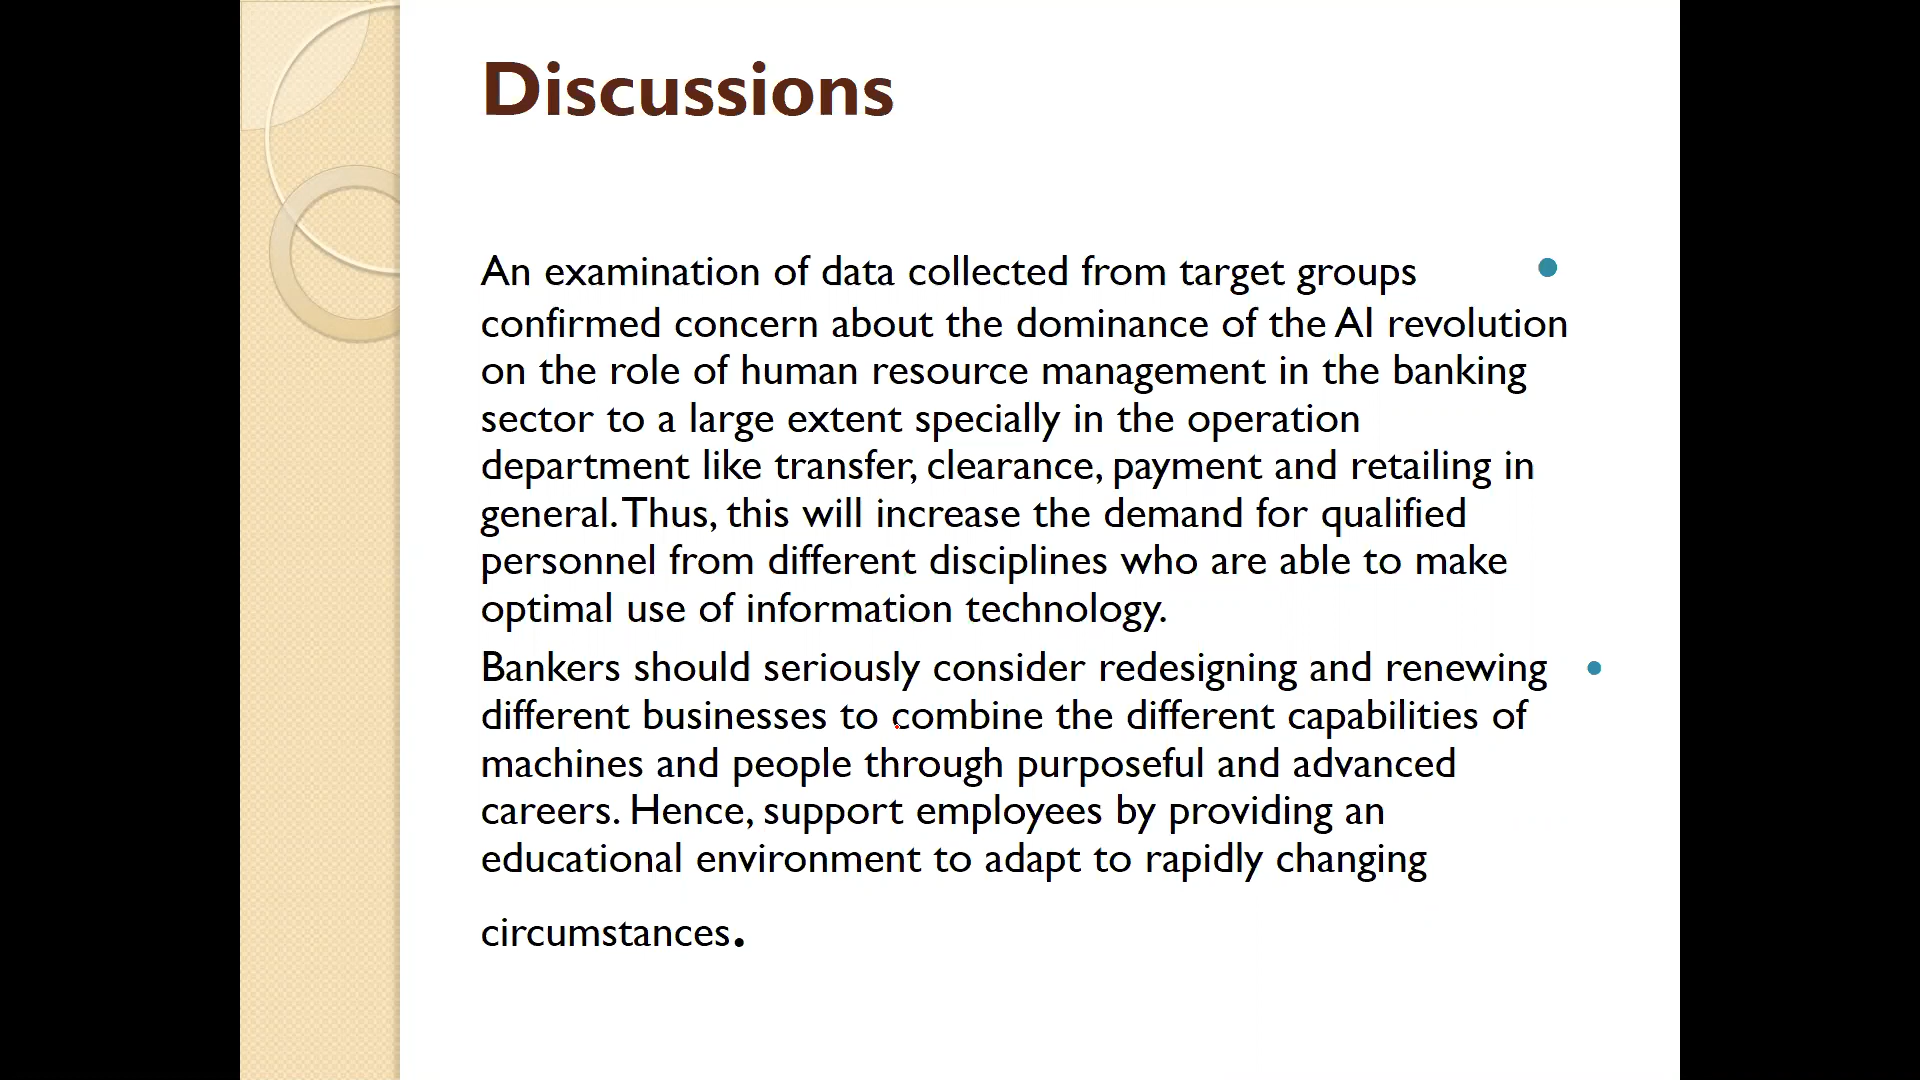 Discussions
An examination of data collected from target groups
confirmed concern about the dominance of the AI revolution
on the role of human resource management in the banking
sector to a large extent specially in the operation
department like transfer, clearance, payment and retailing in
general. Thus, this will increase the demand for qualified
personnel from different disciplines who are able to make
optimal use of information technology.
Bankers should seriously consider redesigning and renewing
different businesses to combine the different capabilities of
machines and people through purposeful and advanced
careers. Hence, support employees by providing an
educational environment to adapt to rapidly changing
circumstances.